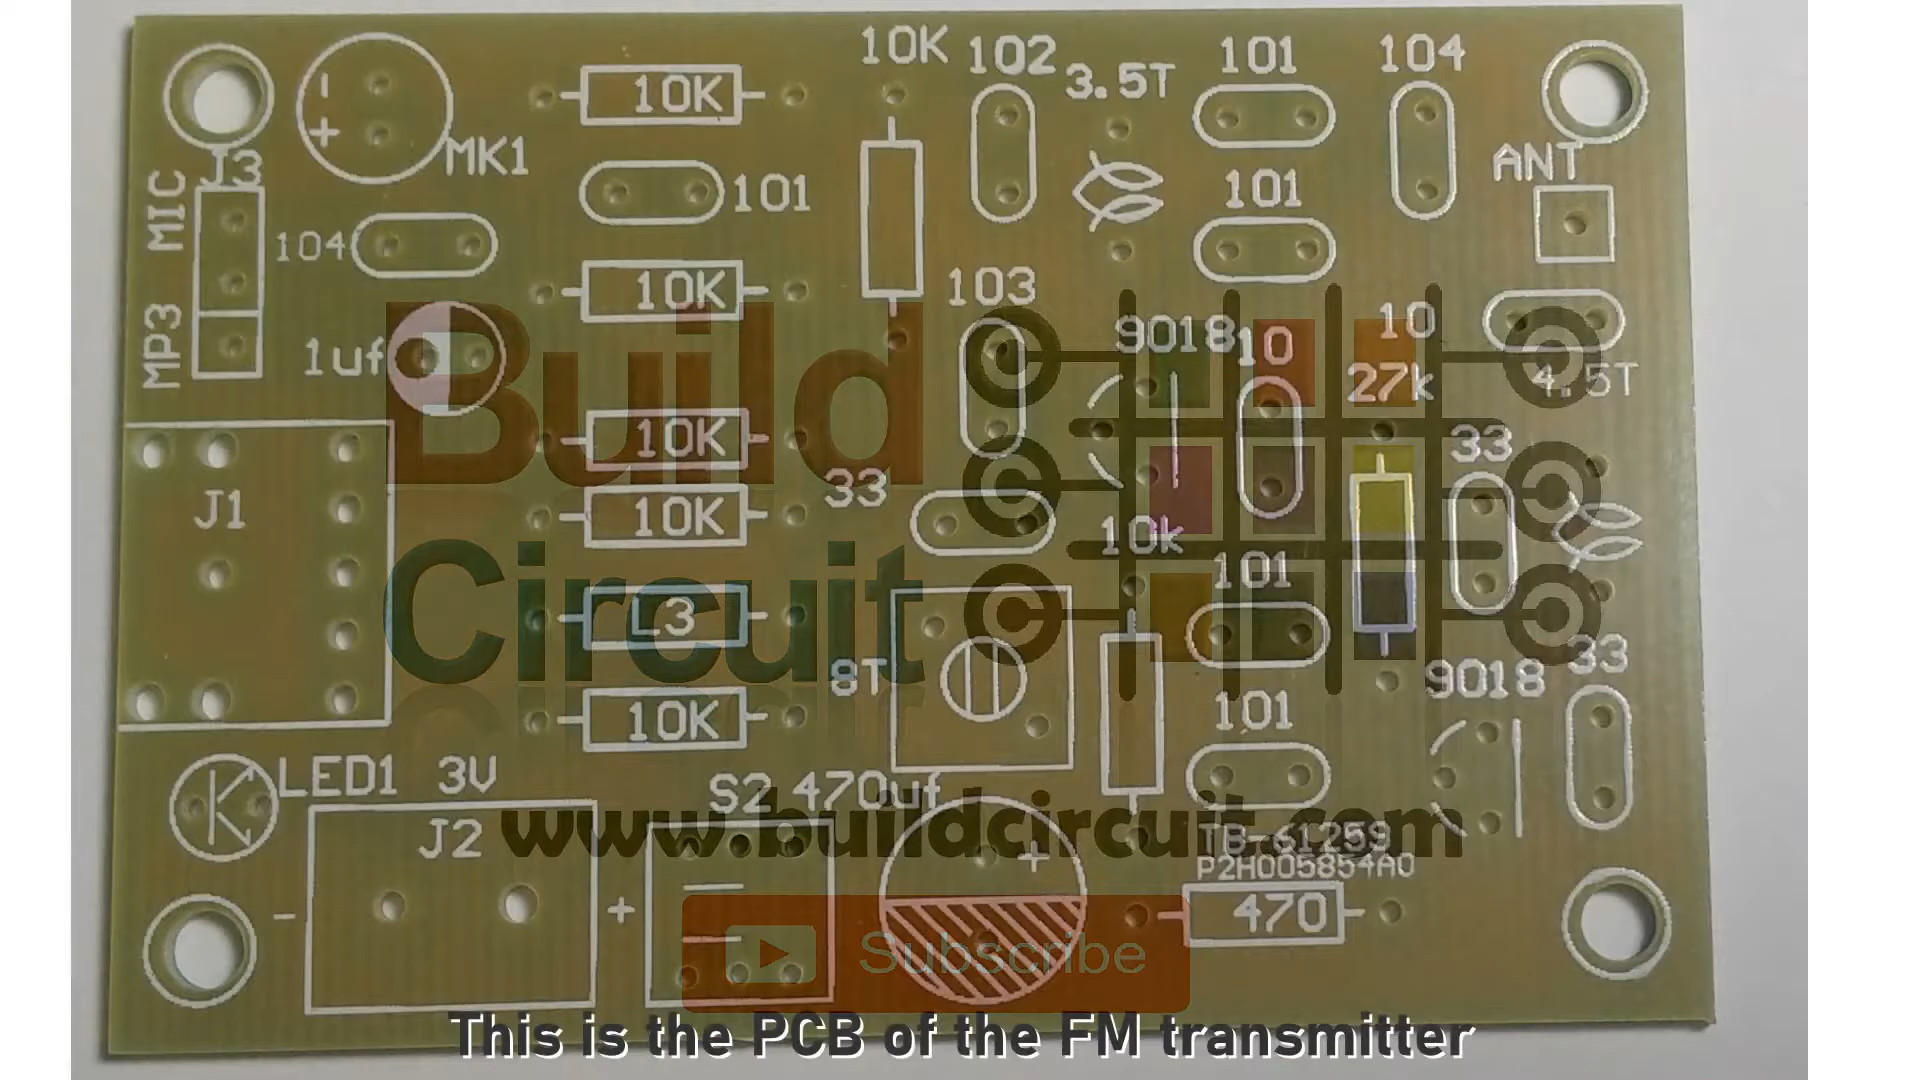 10K
102
101
104
3.5T
-
10K
+
MK1
J3
101
101
ANT
MIC
104
MP3
10K
103
1uf
9018
10
10
27k
4.5T
Build
10K
33
33
J1
10K
10k
Circuit
101
L3
8T
33
9018
10K
101
LED1 3V
S2 470uf
J2
www.buildcircuit.com
+
TB-61259
P2H005854A0
-
+
470
Subscribe
This is the PCB of the FM transmitter